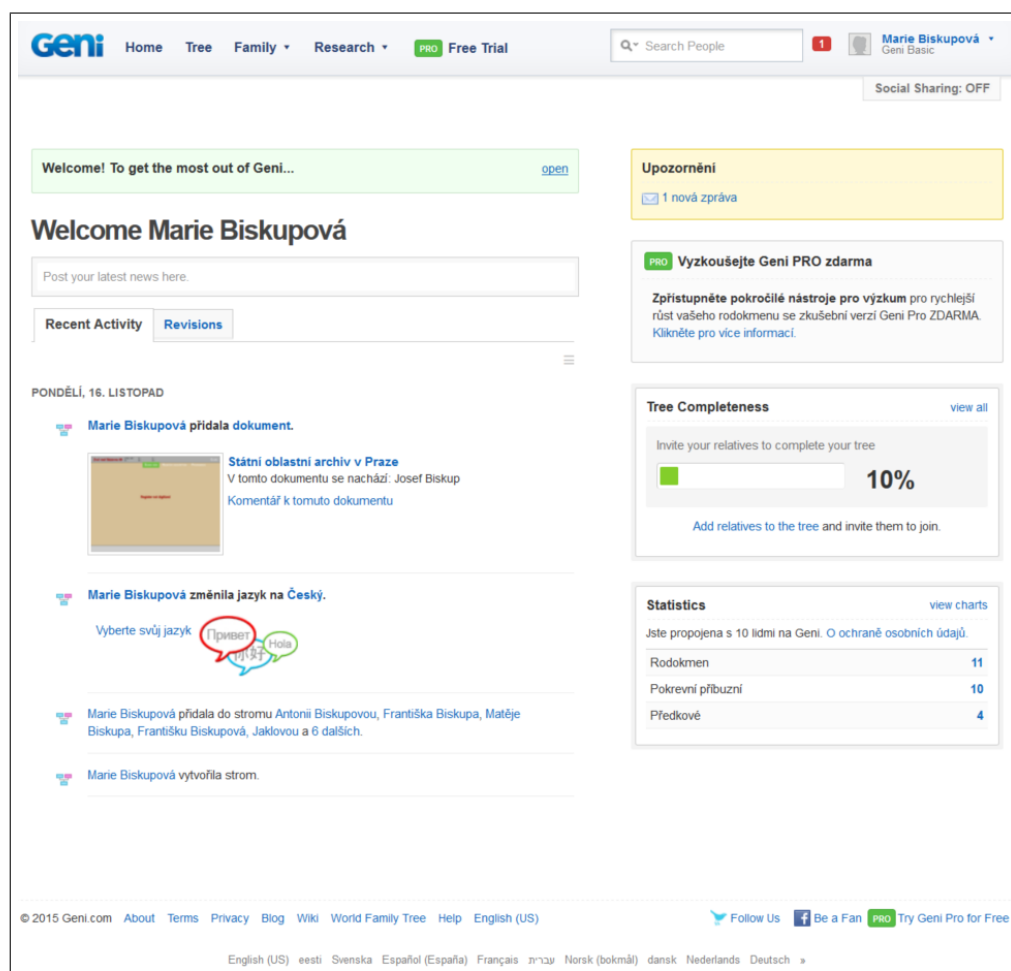 Geni Home Tree Family Research PRO Free Trial Search People 1 Marie Biskupová
Geni Basic
Social Sharing: OFF
Welcome! To get the most out of Geni... open
Upozornění
1 nová zpráva
Welcome Marie Biskupová
Post your latest news here.
PRO Vyzkoušejte Geni PRO zdarma
Zpřístupněte pokročilé nástroje pro výzkum pro rychlejší
růst vašeho rodokmenu se zkušební verzí Geni Pro ZDARMA.
Klikněte pro více informací.
Recent Activity Revisions
PONDĚLÍ, 16. LISTOPAD
Marie Biskupová přidala dokument.
Státní oblastní archiv v Praze
V tomto dokumentu se nachází: Josef Biskup
Komentář k tomuto dokumentu
Marie Biskupová změnila jazyk na Český.
Vyberte svůj jazyk
Привет
你好
Hola
Marie Biskupová přidala do stromu Antonii Biskupovou, Františka Biskupa, Matěje
Biskupa, Františku Biskupová, Jaklovou a 6 dalších.
Marie Biskupová vytvořila strom.
Tree Completeness view all
Invite your relatives to complete your tree
10%
Add relatives to the tree and invite them to join.
Statistics view charts
Jste propojena s 10 lidmi na Geni. O ochraně osobních údajů.
Rodokmen 11
Pokrevní příbuzní 10
Předkové 4
© 2015 Geni.com About Terms Privacy Blog Wiki World Family Tree Help English (US) Follow Us Be a Fan PRO Try Geni Pro for Free
English (US) eesti Svenska Español (España) Français עברית Norsk (bokmål) dansk Nederlands Deutsch »